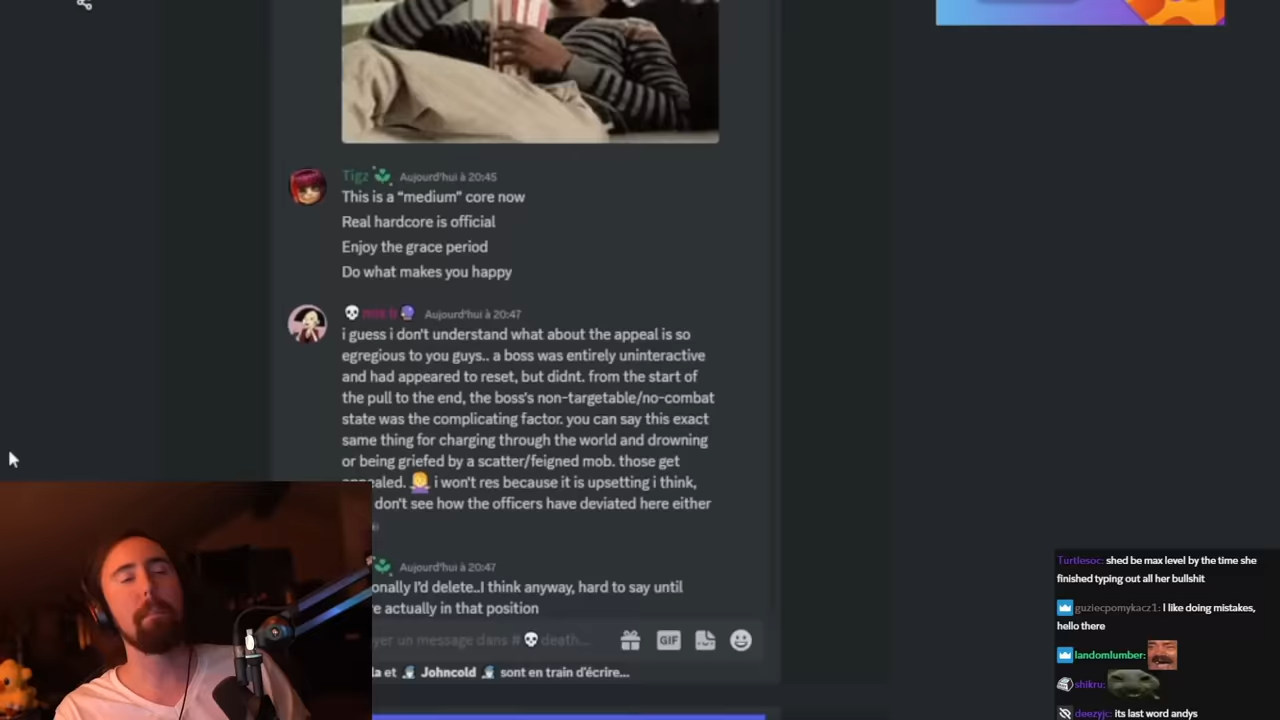 Tigz Aujourd'hui à 20:45
This is a “medium” core now
Real hardcore is official
Enjoy the grace period
Do what makes you happy
Aujourd'hui à 20:47
i guess i don't understand what about the appeal is so
egregious to you guys.. a boss was entirely uninteractive
and had appeared to reset, but didnt. from the start of
the pull to the end, the boss's non-targetable/no-combat
state was the complicating factor. you can say this exact
same thing for charging through the world and drowning
or being griefed by a scatter/feigned mob. those get
i won't res because it is upsetting i think,
don't see how the officers have deviated here either
Aujourd'hui à 20:47
onally I'd delete..I think anyway, hard to say until
actually in that position
yer un message dans # 💀 death...
GIF
la et Johncold sont en train d'écrire...
Turtlesoc: shed be max level by the time she
finished typing out all her bullshit
guziecpomykacz1: I like doing mistakes,
hello there
landomlumber:
shikru:
deezyjc: its last word andys